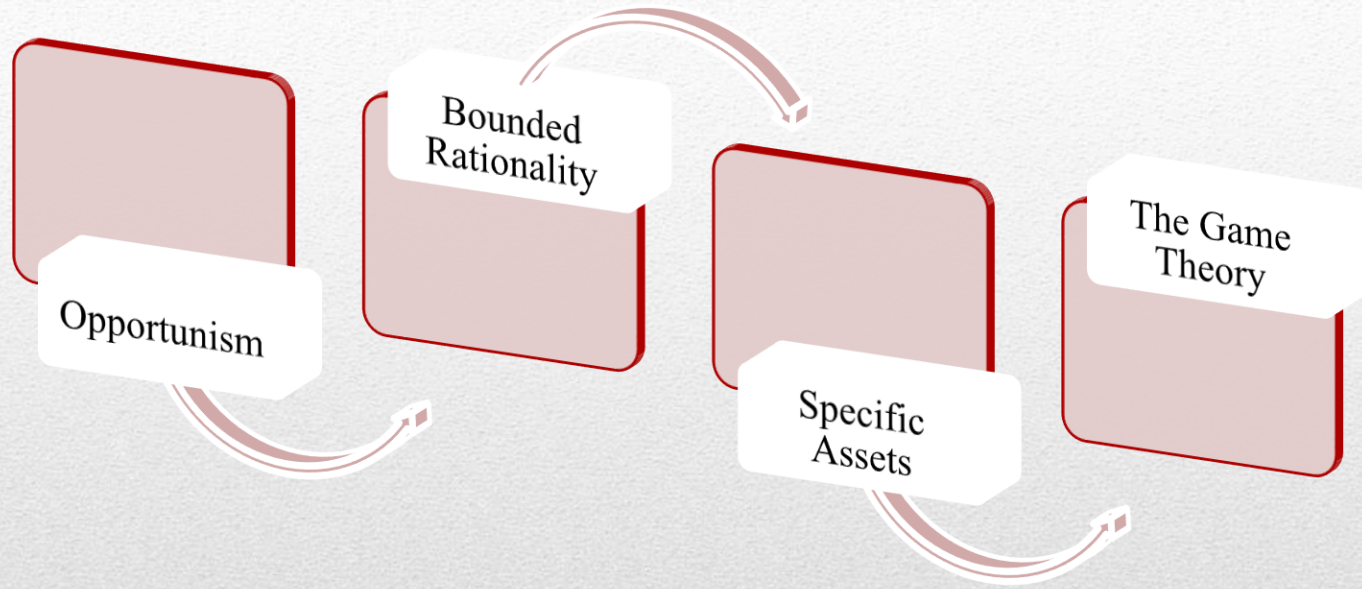 Opportunism
Bounded
Rationality
Specific
Assets
The Game
Theory